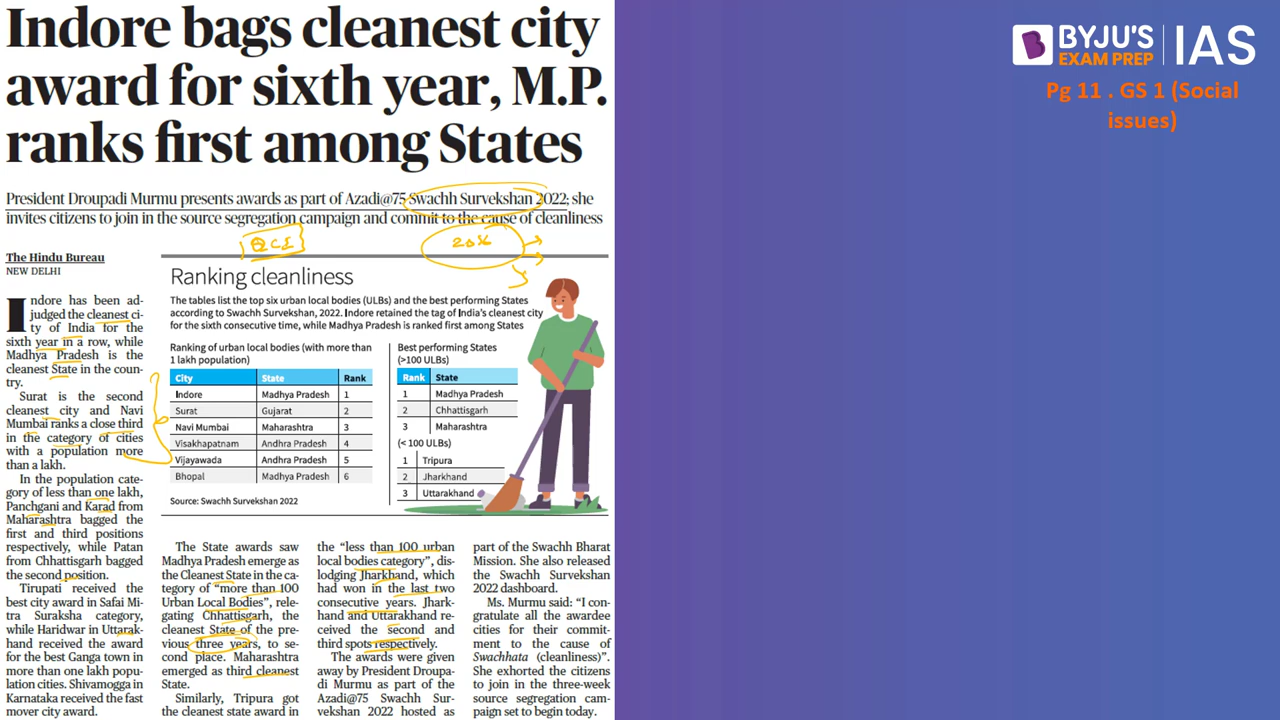 Indore bags cleanest city
award for sixth year, M.P.
ranks first among States
President Droupadi Murmu presents awards as part of Azadi@75 Swachh Survekshan 2022; she
invites citizens to join in the source segregation campaign and commit to the cause of cleanliness
QCI
20%
The Hindu Bureau
NEW DELHI
Indore has been ad-
judged the cleanest ci-
ty of India for the
sixth year in a row, while
Madhya Pradesh is the
cleanest State in the coun-
try.
Surat is the second
cleanest city and Navi
Mumbai ranks a close third
in the category of cities
with a population more
than a lakh.
In the population cate-
gory of less than one lakh,
Panchgani and Karad from
Maharashtra bagged the
first and third positions
respectively, while Patan
from Chhattisgarh bagged
the second position.
Tirupati received the
best city award in Safai Mi-
tra Suraksha category,
while Haridwar in Uttarak-
hand received the award
for the best Ganga town in
more than one lakh popu-
lation cities. Shivamogga in
Karnataka received the fast
mover city award.
Ranking cleanliness
The tables list the top six urban local bodies (ULBs) and the best performing States
according to Swachh Survekshan, 2022. Indore retained the tag of India's cleanest city
for the sixth consecutive time, while Madhya Pradesh is ranked first among States
Ranking of urban local bodies (with more than
1 lakh population)
City State Rank
Indore Madhya Pradesh 1
Surat Gujarat 2
Navi Mumbai Maharashtra 3
Visakhapatnam Andhra Pradesh 4
Vijayawada Andhra Pradesh 5
Bhopal Madhya Pradesh 6
Source: Swachh Survekshan 2022
Best performing States
(>100 ULBs)
Rank State
1 Madhya Pradesh
2 Chhattisgarh
3 Maharashtra
(< 100 ULBs)
1 Tripura
2 Jharkhand
3 Uttarakhand
The State awards saw
Madhya Pradesh emerge as
the Cleanest State in the ca-
tegory of “more than 100
Urban Local Bodies”, rele-
gating Chhattisgarh, the
cleanest State of the pre-
vious three years, to se-
cond place. Maharashtra
emerged as third cleanest
State.
Similarly, Tripura got
the cleanest state award in
the “less than 100 urban
local bodies category”, dis-
lodging Jharkhand, which
had won in the last two
consecutive years. Jhark-
hand and Uttarakhand re-
ceived the second and
third spots respectively.
The awards were given
away by President Droupa-
di Murmu as part of the
Azadi@75 Swachh Sur-
vekshan 2022 hosted as
part of the Swachh Bharat
Mission. She also released
the Swachh Survekshan
2022 dashboard.
Ms. Murmu said: “I con-
gratulate all the awardee
cities for their commit-
ment to the cause of
Swachhata (cleanliness)”.
She exhorted the citizens
to join in the three-week
source segregation cam-
paign set to begin today.
BYJU'S
EXAM PREP
IAS
Pg 11 . GS 1 (Social
issues)